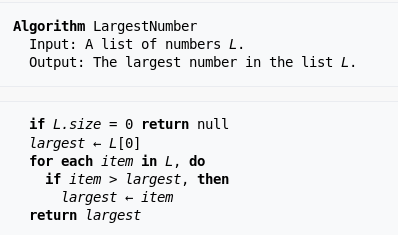 Algorithm LargestNumber
Input: A list of numbers L.
Output: The largest number in the list L.
if L.size = 0 return null
largest ← L[0]
for each item in L, do
if item > largest, then
largest ← item
return largest